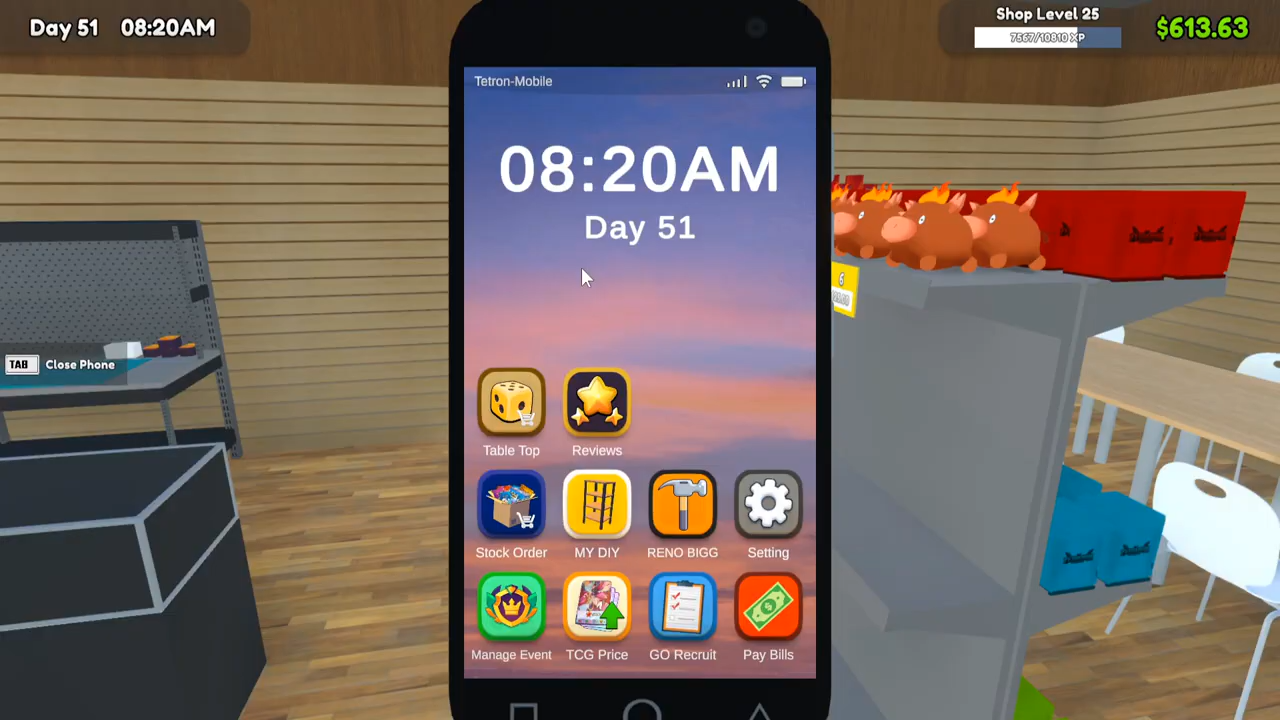 Day 51 08:20AM
Shop Level 25
7567/10810 XP
$613.63
Tetron-Mobile
08:20AM
Day 51
TAB Close Phone
Table Top
Reviews
Stock Order
MY DIY
RENO BIGG
Setting
Manage Event
TCG Price
GO Recruit
Pay Bills